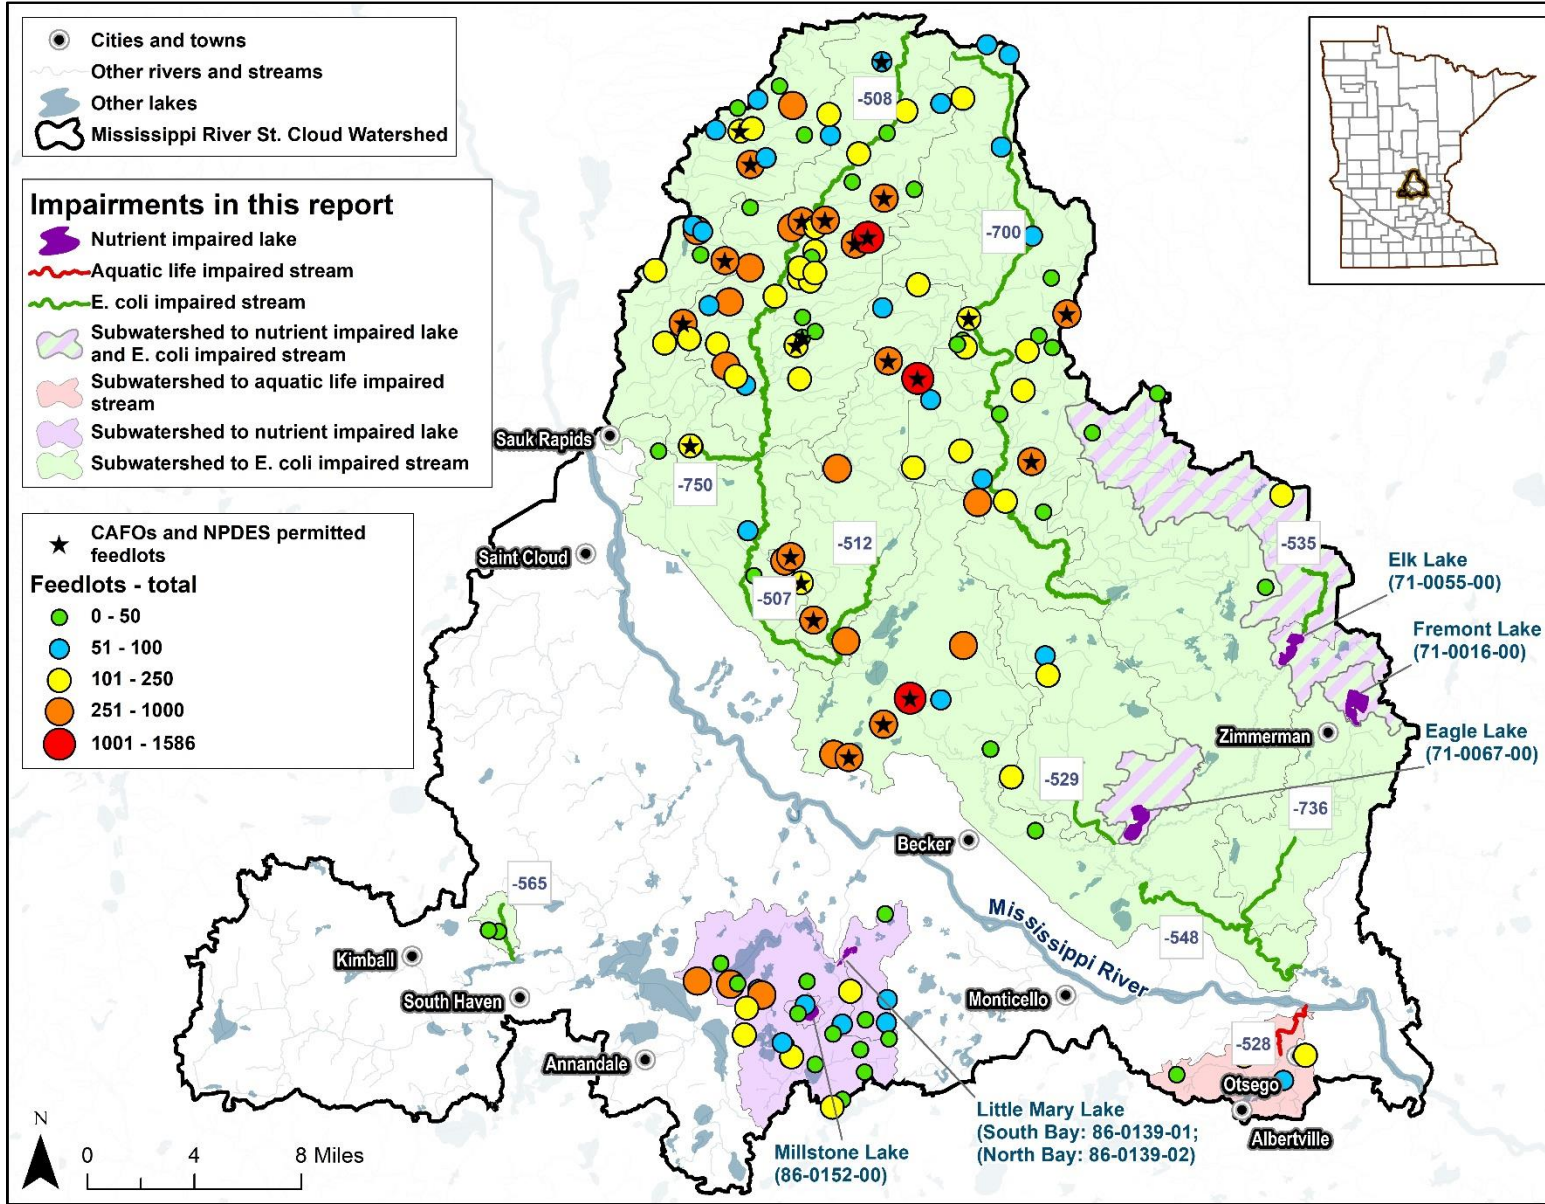 Cities and towns
Other rivers and streams
Other lakes
Mississippi River St. Cloud Watershed
Impairments in this report
Nutrient impaired lake
Aquatic life impaired stream
E. coli impaired stream
Subwatershed to nutrient impaired lake
and E. coli impaired stream
Subwatershed to aquatic life impaired
stream
Subwatershed to nutrient impaired lake
Subwatershed to E. coli impaired stream
CAFOs and NPDES permitted
feedlots
Feedlots - total
0 - 50
51 - 100
101 - 250
251 - 1000
1001 - 1586
-508
-700
Sauk Rapids
-750
Saint Cloud
-512
-507
-535
Elk Lake
(71-0055-00)
Fremont Lake
(71-0016-00)
Zimmerman
Eagle Lake
(71-0067-00)
-529
-736
Becker
-565
Mississippi River
-548
Kimball
South Haven
Monticello
Annandale
-528
Otsego
Albertville
Little Mary Lake
(South Bay: 86-0139-01;
(North Bay: 86-0139-02)
Millstone Lake
(86-0152-00)
N
0 4 8 Miles